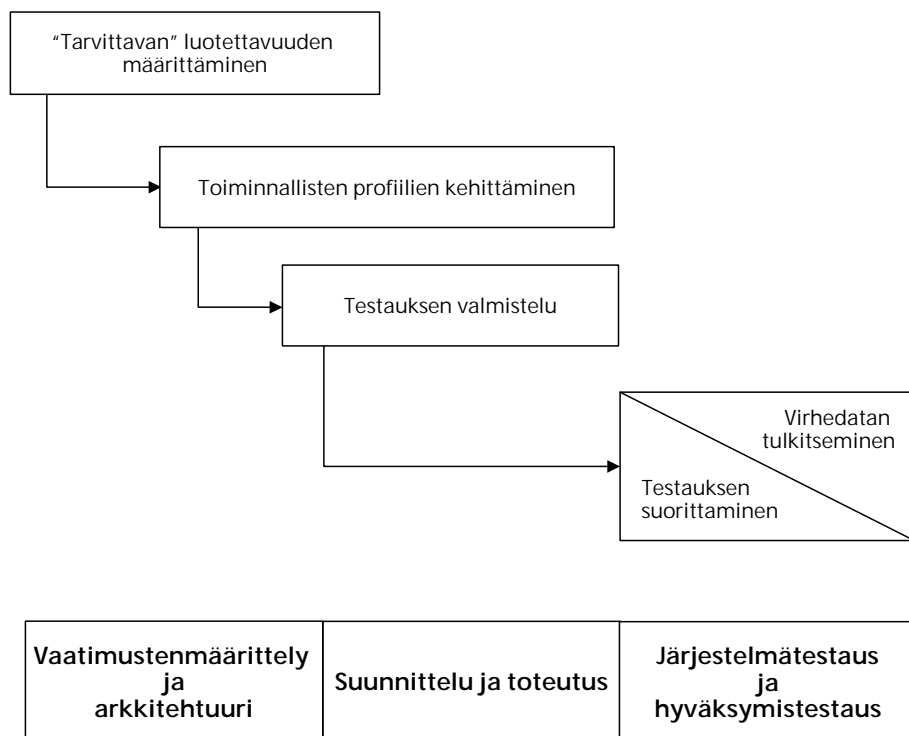 “Tarvittavan” luotettavuuden
määrittäminen
Toiminnallisten profiilien kehittäminen
Testauksen valmistelu
Virhedatan
tulkitseminen
Testauksen
suorittaminen
Vaatimustenmäärittely
ja
arkkitehtuuri
Suunnittelu ja toteutus
Järjestelmätestaus
ja
hyväksymistestaus